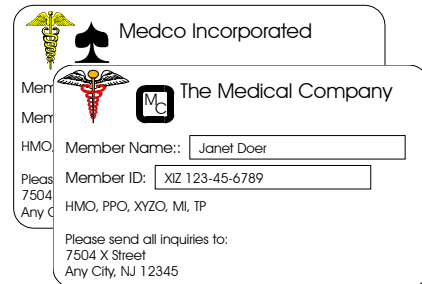 Medco Incorporated
Mem
Mem
HMO,
Pleas
7504
Any C
MC
The Medical Company
Member Name:: Janet Doer
Member ID: XIZ 123-45-6789
HMO, PPO, XYZO, MI, TP
Please send all inquiries to:
7504 X Street
Any City, NJ 12345